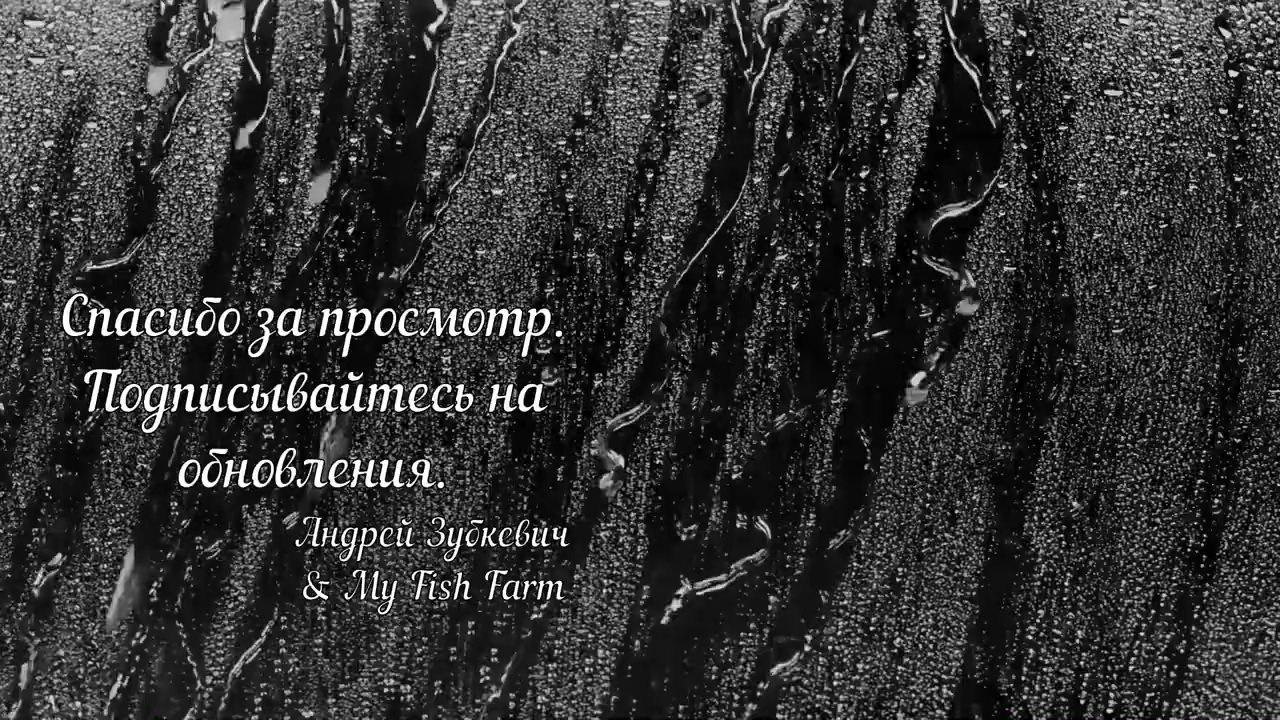 Спасибо за просмотр.
Подписывайтесь на
обновления.
Андрей Зубкевич
& My Fish Farm